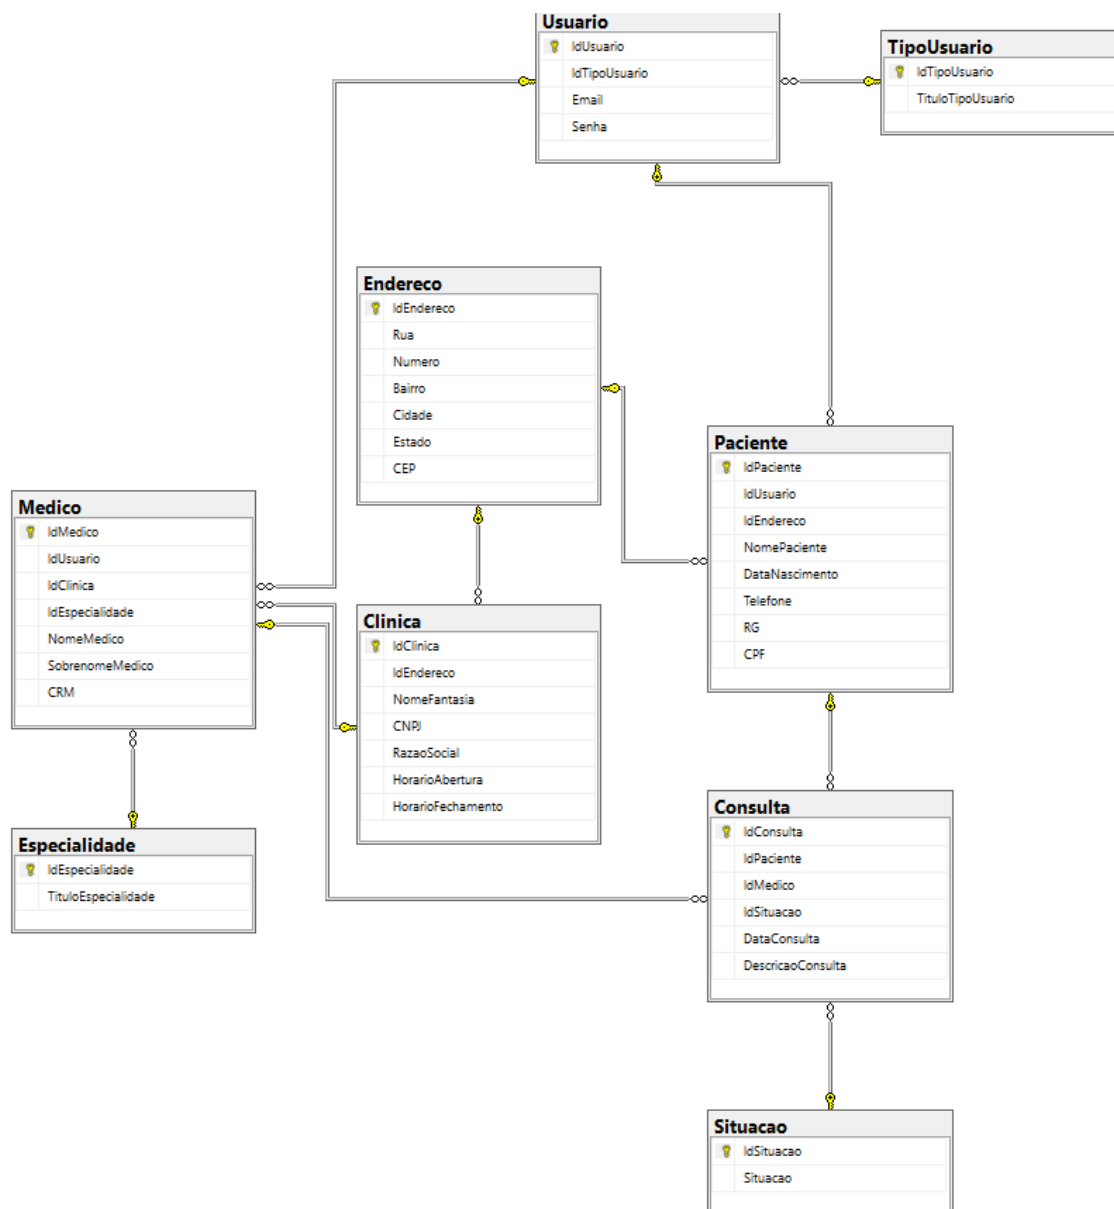 Usuario
IdUsuario
IdTipoUsuario
Email
Senha
TipoUsuario
IdTipoUsuario
TituloTipoUsuario
Endereco
IdEndereco
Rua
Numero
Bairro
Cidade
Estado
CEP
Paciente
IdPaciente
IdUsuario
IdEndereco
NomePaciente
DataNascimento
Telefone
RG
CPF
Medico
IdMedico
IdUsuario
IdClinica
IdEspecialidade
NomeMedico
SobrenomeMedico
CRM
Clinica
IdClinica
IdEndereco
NomeFantasia
CNPJ
RazaoSocial
HorarioAbertura
HorarioFechamento
Especialidade
IdEspecialidade
TituloEspecialidade
Consulta
IdConsulta
IdPaciente
IdMedico
IdSituacao
DataConsulta
DescricaoConsulta
Situacao
IdSituacao
Situacao